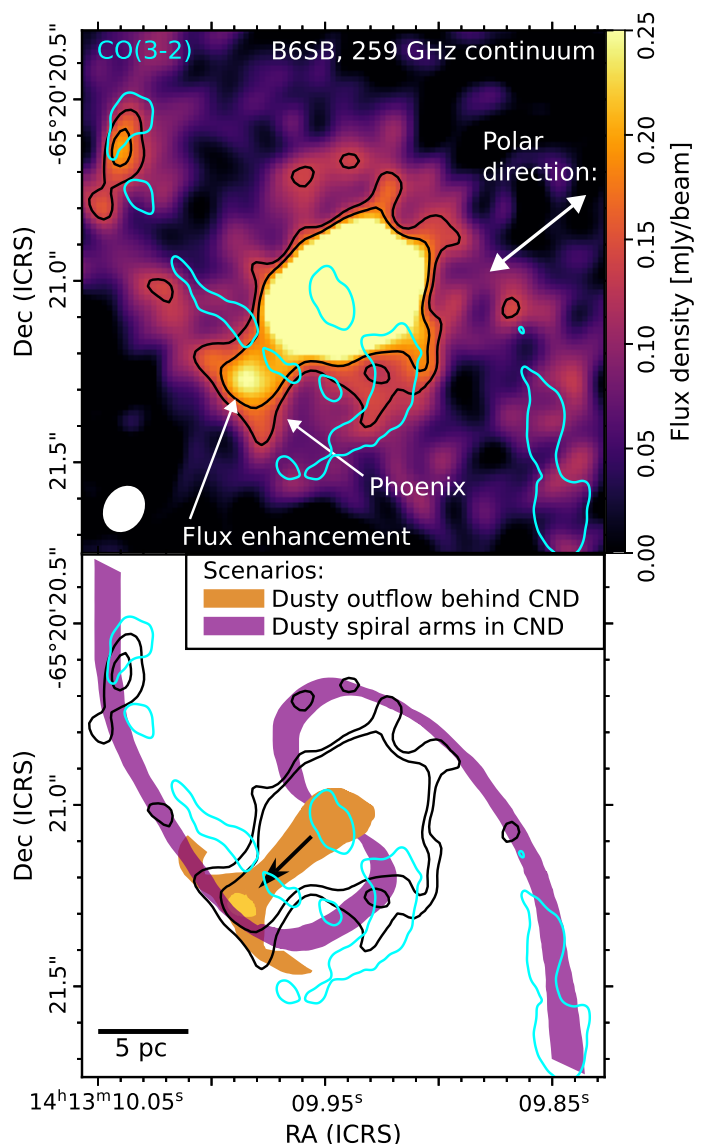 CO(3-2)
B6SB, 259 GHz continuum
Polar
direction:
Phoenix
Flux enhancement
-65°20'20.5"
21.0"
21.5"
Dec (ICRS)
0.25
0.20
0.15
0.10
0.05
0.00
Flux density [mJy/beam]
Scenarios:
Dusty outflow behind CND
Dusty spiral arms in CND
-65°20'20.5"
21.0"
21.5"
Dec (ICRS)
5 pc
14ʰ13ᵐ10.05ˢ
09.95ˢ
09.85ˢ
RA (ICRS)